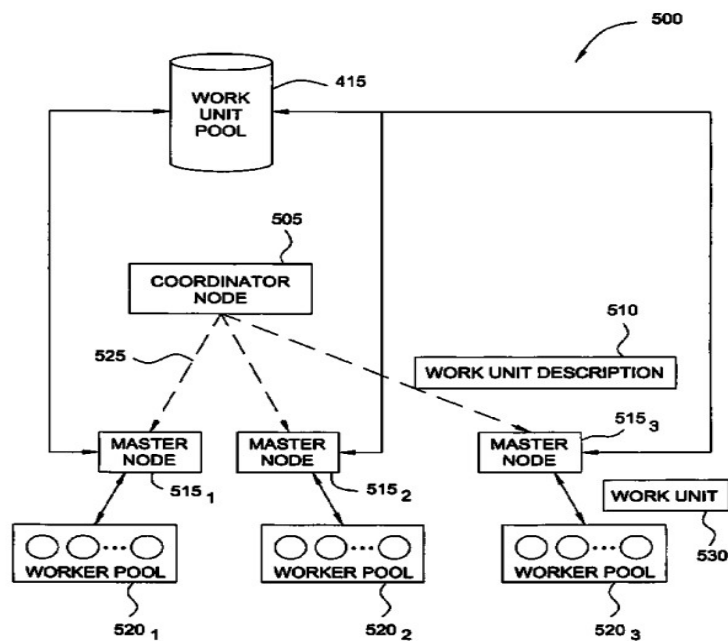 500
415
WORK
UNIT
POOL
505
COORDINATOR
NODE
510
525
WORK UNIT DESCRIPTION
MASTER
NODE
MASTER
NODE
MASTER
NODE
515 3
515 1
515 2
WORK UNIT
530
WORKER POOL
WORKER POOL
WORKER POOL
520 1
520 2
520 3